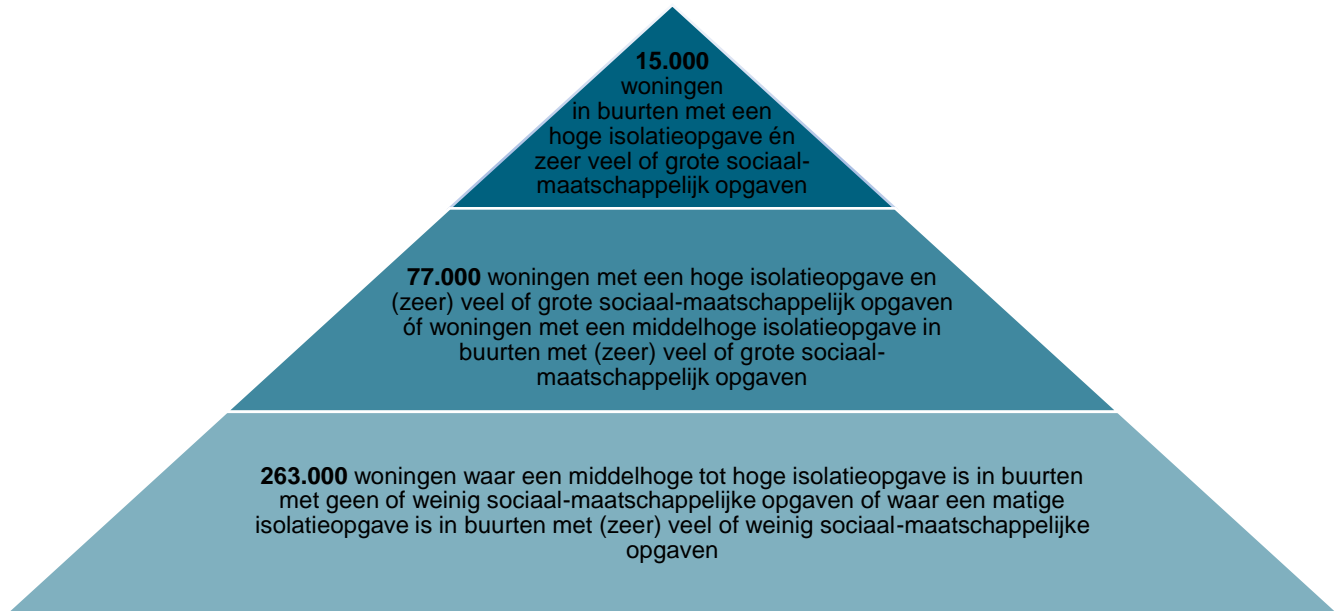 15.000
woningen
in buurten met een
hoge isolatieopgave én
zeer veel of grote sociaal-
maatschappelijk opgaven
77.000 woningen met een hoge isolatieopgave en
(zeer) veel of grote sociaal-maatschappelijk opgaven
óf woningen met een middelhoge isolatieopgave in
buurten met (zeer) veel of grote sociaal-
maatschappelijk opgaven
263.000 woningen waar een middelhoge tot hoge isolatieopgave is in buurten
met geen of weinig sociaal-maatschappelijke opgaven of waar een matige
isolatieopgave is in buurten met (zeer) veel of weinig sociaal-maatschappelijke
opgaven